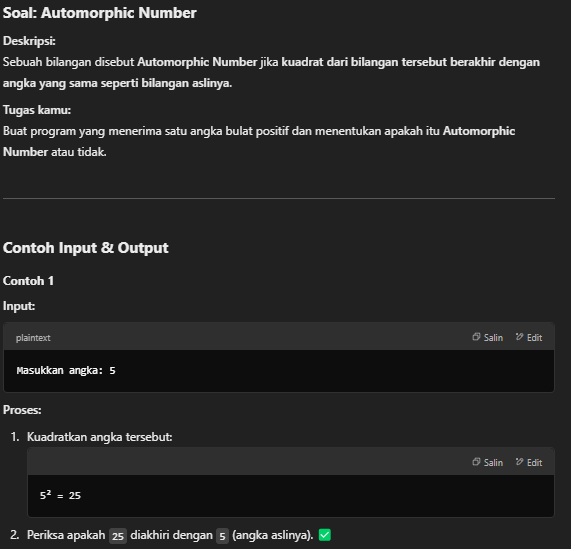 Soal: Automorphic Number
Deskripsi:
Sebuah bilangan disebut Automorphic Number jika kuadrat dari bilangan tersebut berakhir dengan
angka yang sama seperti bilangan aslinya.
Tugas kamu:
Buat program yang menerima satu angka bulat positif dan menentukan apakah itu Automorphic
Number atau tidak.
Contoh Input & Output
Contoh 1
Input:
plaintext Salin Edit
Masukkan angka: 5
Proses:
1. Kuadratkan angka tersebut:
Salin Edit
5² = 25
2. Periksa apakah 25 diakhiri dengan 5 (angka aslinya). ✅